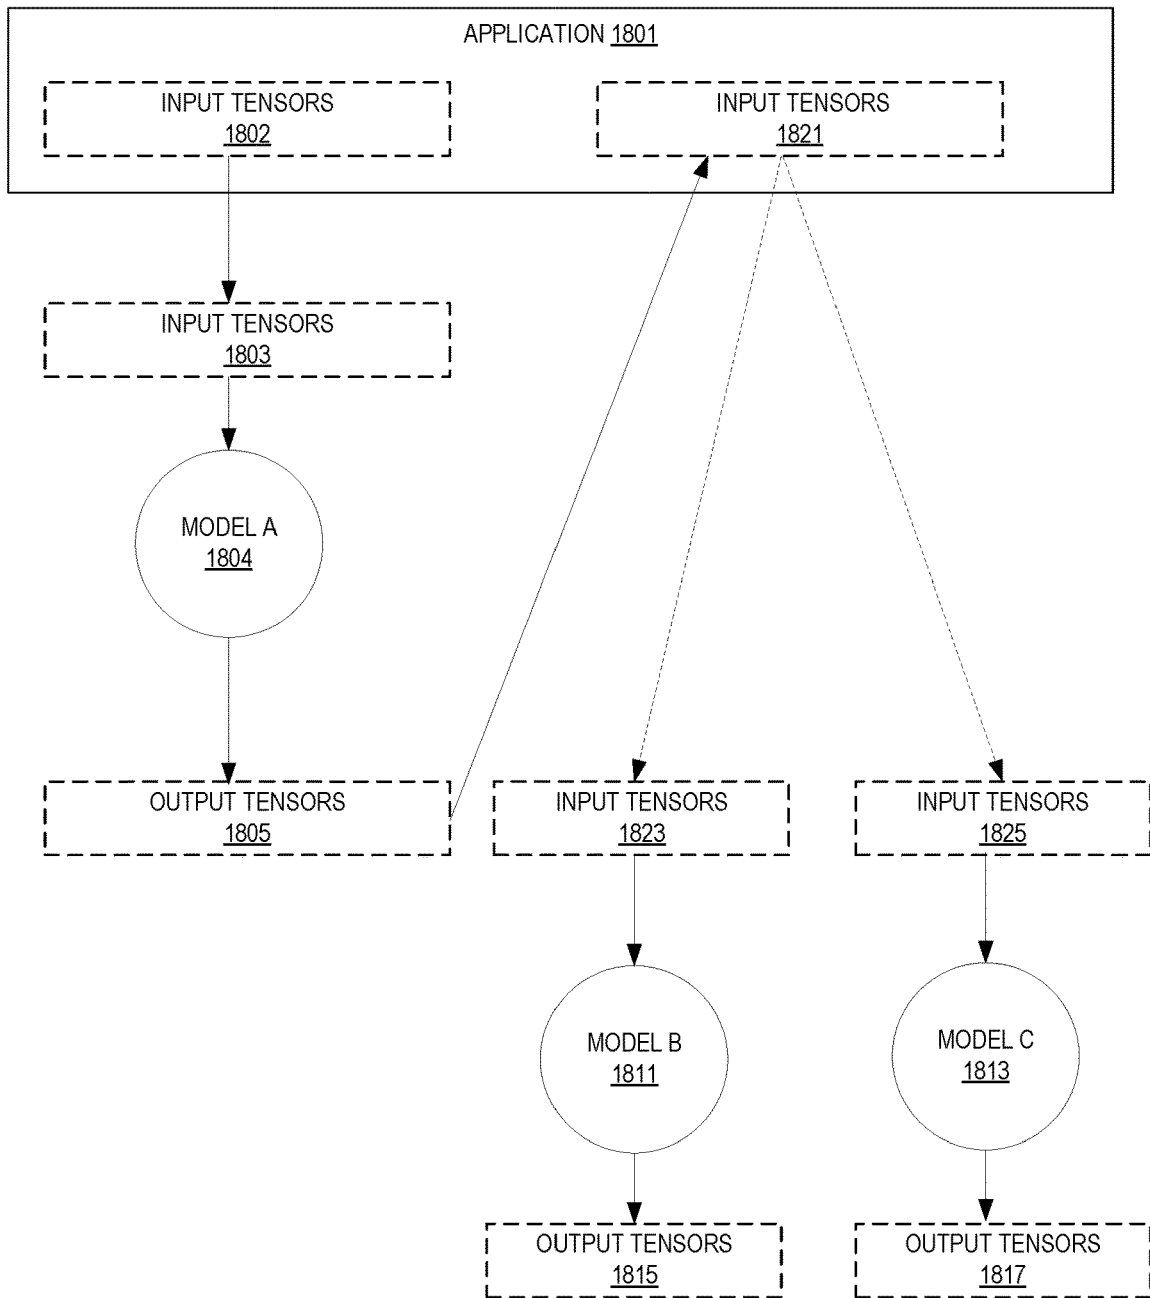 APPLICATION 1801
INPUT TENSORS
1802
INPUT TENSORS
1821
INPUT TENSORS
1803
MODEL A
1804
OUTPUT TENSORS
1805
INPUT TENSORS
1823
INPUT TENSORS
1825
MODEL B
1811
MODEL C
1813
OUTPUT TENSORS
1815
OUTPUT TENSORS
1817